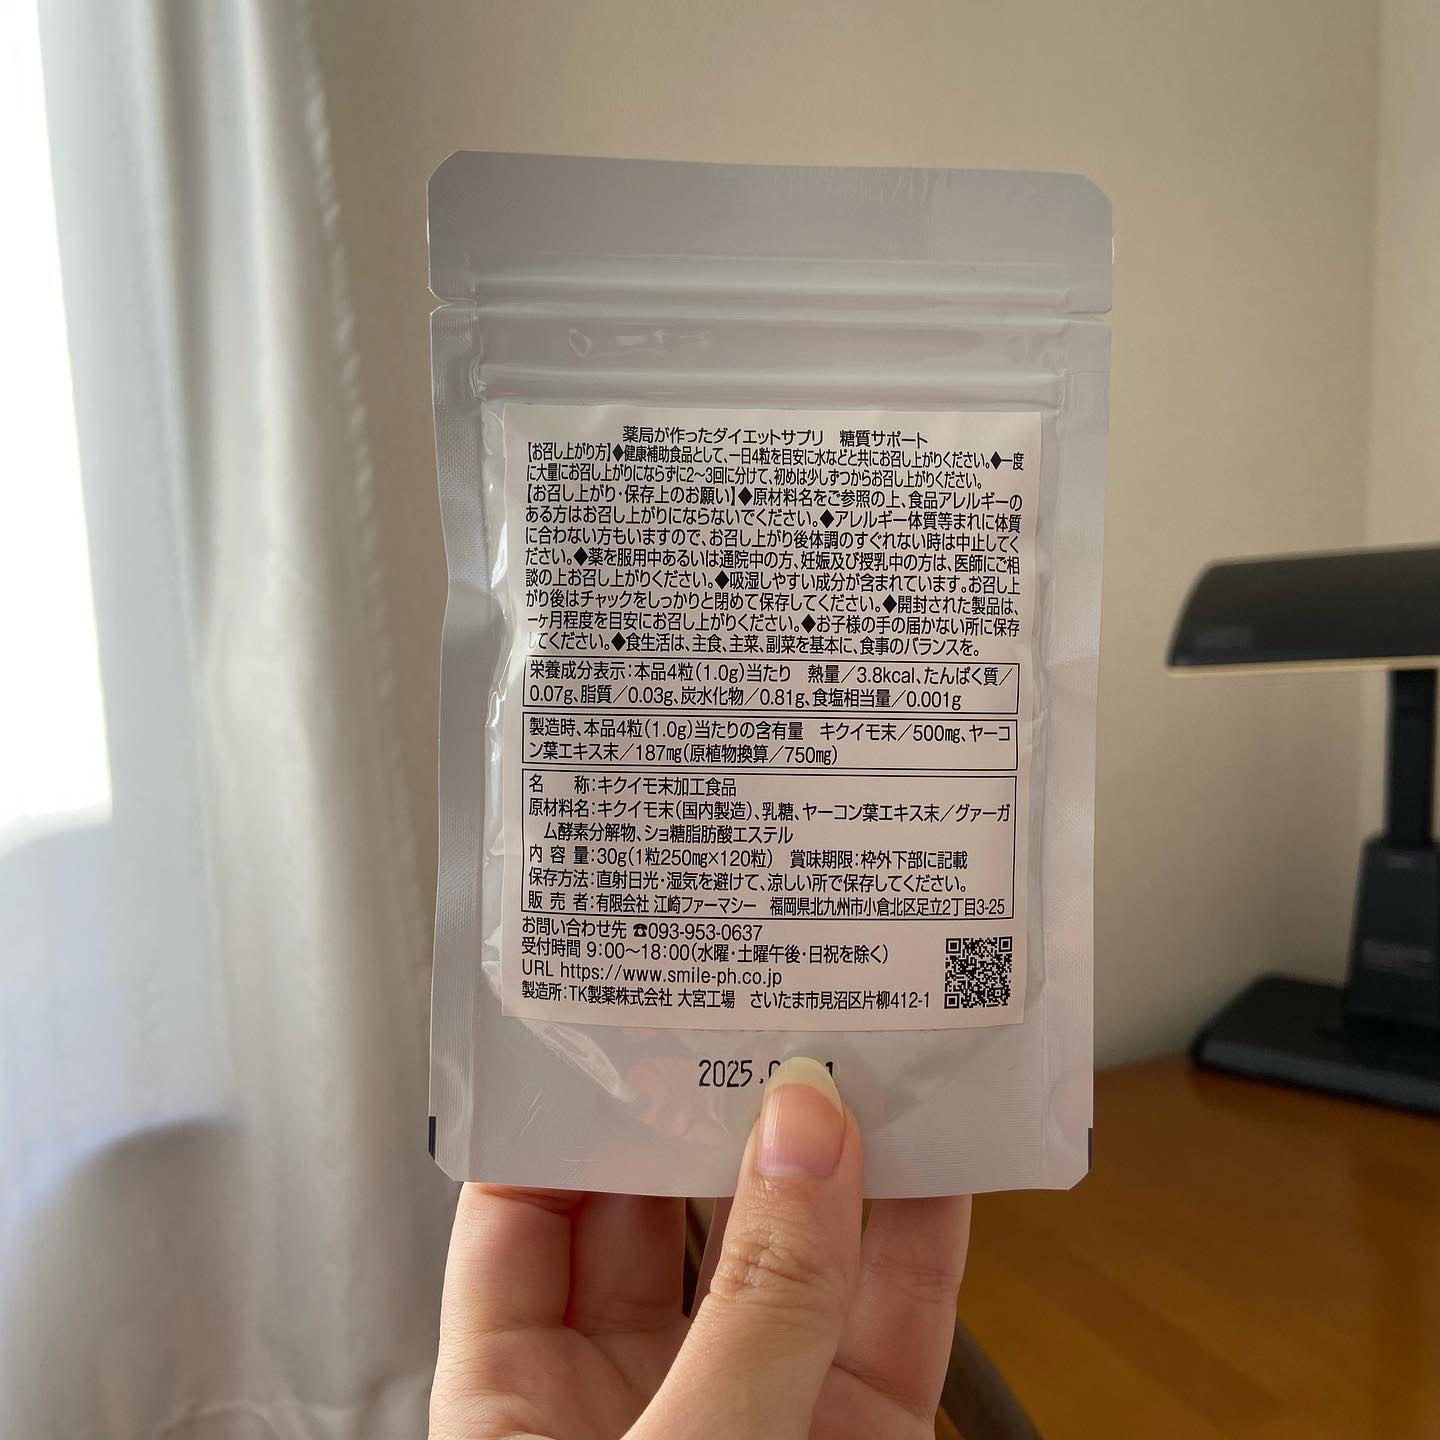 薬局が作ったダイエットサプリ　糖質サポート
【お召し上がり方】◆健康補助食品として、一日4粒を目安に水などと共にお召し上がりください。◆一度
に大量にお召し上がりにならずに2〜3回に分けて、初めは少しずつからお召し上がりください。
【お召し上がり・保存上のお願い】◆原材料名をご参照の上、食品アレルギーの
ある方はお召し上がりにならないでください。◆アレルギー体質等まれに体質
に合わない方もいますので、お召し上がり後体調のすぐれない時は中止してく
ださい。◆薬を服用中あるいは通院中の方、妊娠及び授乳中の方は、医師にご相
談の上お召し上がりください。◆吸湿しやすい成分が含まれています。お召し上
がり後はチャックをしっかりと閉めて保存してください。◆開封された製品は、
一ヶ月程度を目安にお召し上がりください。◆お子様の手の届かない所に保存
してください。◆食生活は、主食、主菜、副菜を基本に、食事のバランスを。
栄養成分表示：本品4粒（1.0g）当たり　熱量／3.8kcal、たんぱく質／
0.07g、脂質／0.03g、炭水化物／0.81g、食塩相当量／0.001g
製造時、本品4粒（1.0g）当たりの含有量　キクイモ末／500㎎、ヤーコ
ン葉エキス末／187㎎（原植物換算／750㎎）
名　　称：キクイモ末加工食品
原材料名：キクイモ末（国内製造）、乳糖、ヤーコン葉エキス末／グァーガ
ム酵素分解物、ショ糖脂肪酸エステル
内 容 量：30g（1粒250㎎×120粒）　賞味期限：枠外下部に記載
保存方法：直射日光・湿気を避けて、涼しい所で保存してください。
販 売 者：有限会社 江崎ファーマシー　福岡県北九州市小倉北区足立2丁目3-25
お問い合わせ先 ☎093-953-0637
受付時間 9：00〜18：00（水曜・土曜午後・日祝を除く）
URL https://www.smile-ph.co.jp
製造所：TK製薬株式会社 大宮工場　さいたま市見沼区片柳412-1
2025.